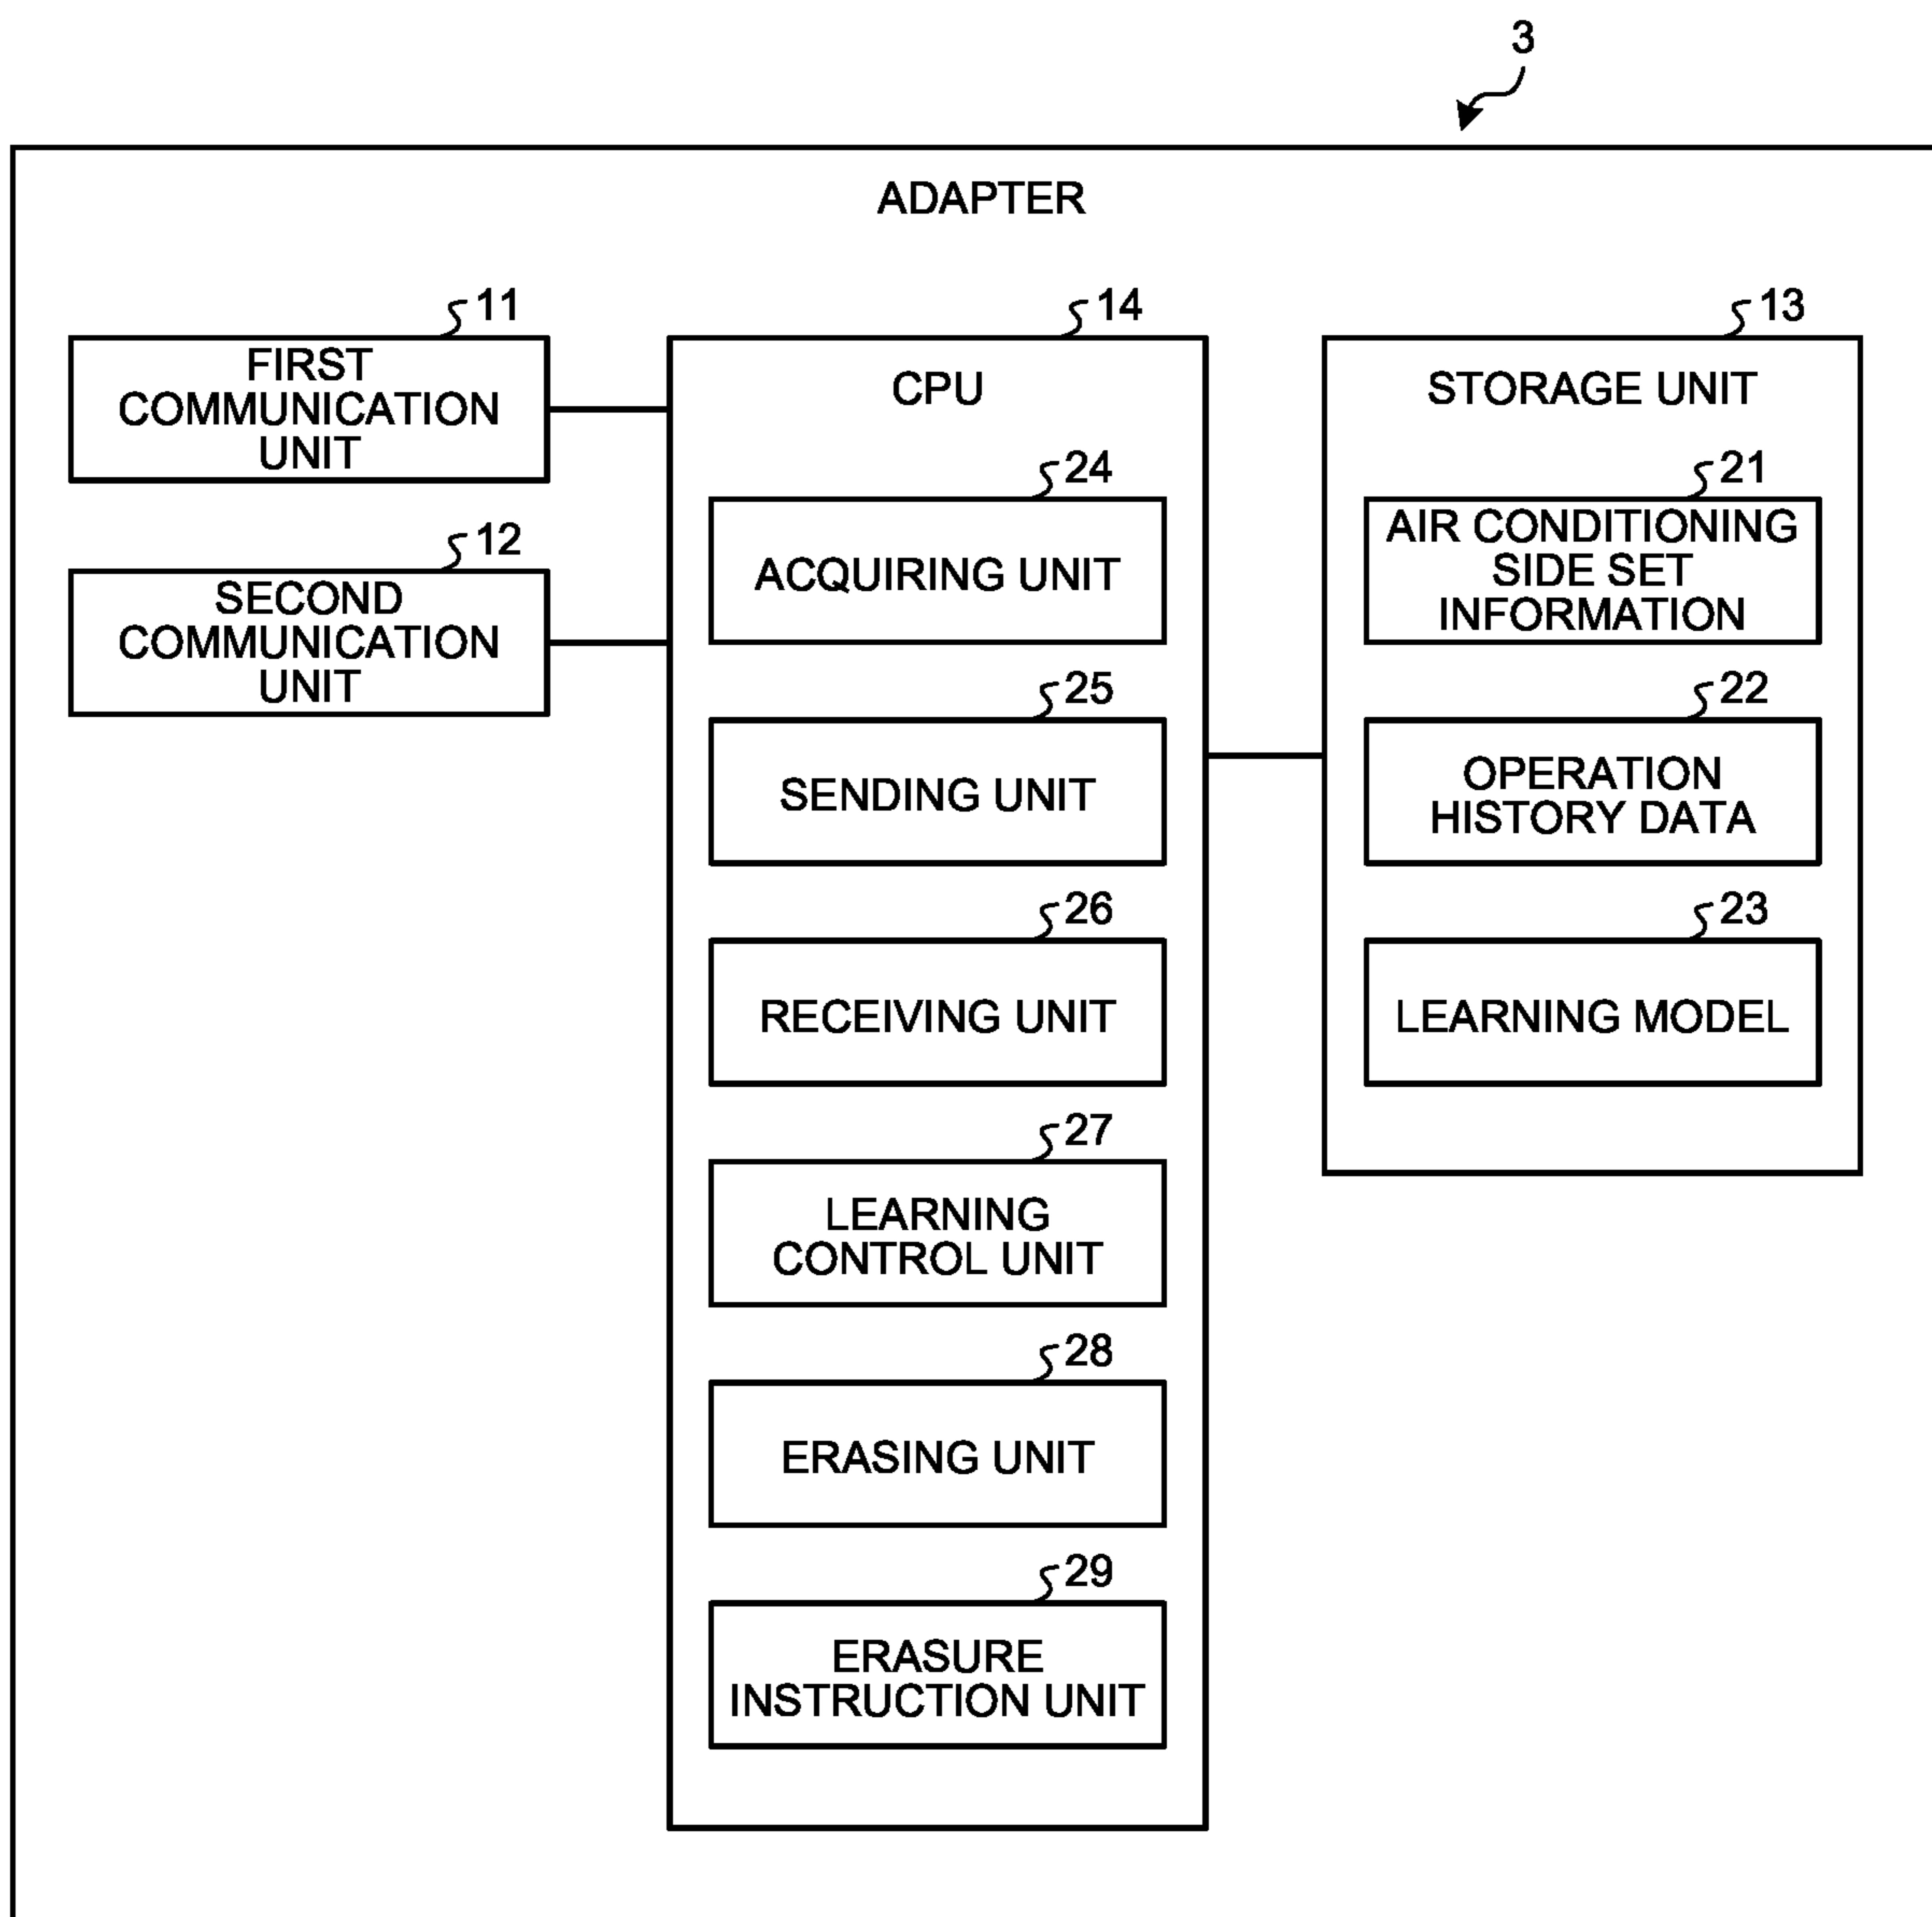 3
ADAPTER
11
FIRST
COMMUNICATION
UNIT
12
SECOND
COMMUNICATION
UNIT
14
CPU
24
ACQUIRING UNIT
25
SENDING UNIT
26
RECEIVING UNIT
27
LEARNING
CONTROL UNIT
28
ERASING UNIT
29
ERASURE
INSTRUCTION UNIT
13
STORAGE UNIT
21
AIR CONDITIONING
SIDE SET
INFORMATION
22
OPERATION
HISTORY DATA
23
LEARNING MODEL